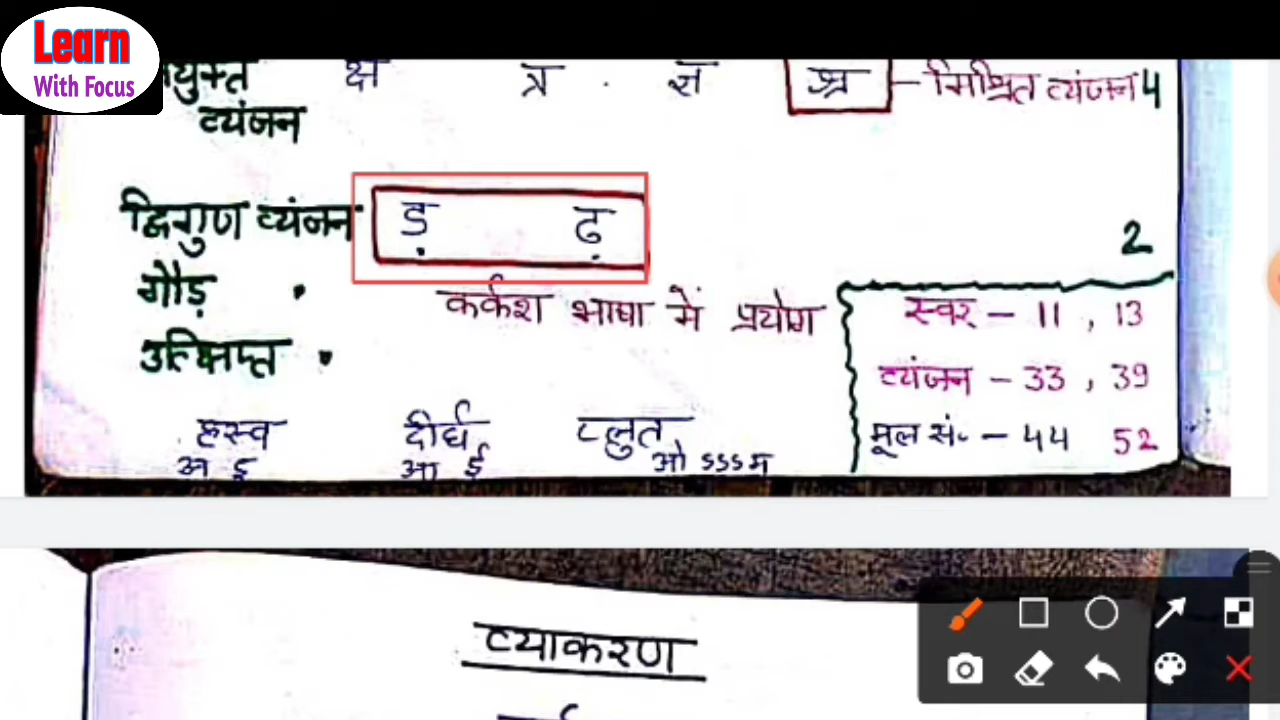 Learn
With Focus
संयुक्त क्ष त्र . ज्ञ श्र – मिश्रित व्यंजन 4
व्यंजन
द्विगुण व्यंजन ड़ ढ़ 2
गौड़ •
कर्कश भाषा में प्रयोग
उत्क्षिप्त •
स्वर – 11 , 13
व्यंजन – 33 , 39
मूल सं॰ – 44 52
ह्रस्व दीर्घ प्लुत
अ इ आ ई ओ ऽऽऽम
व्याकरण